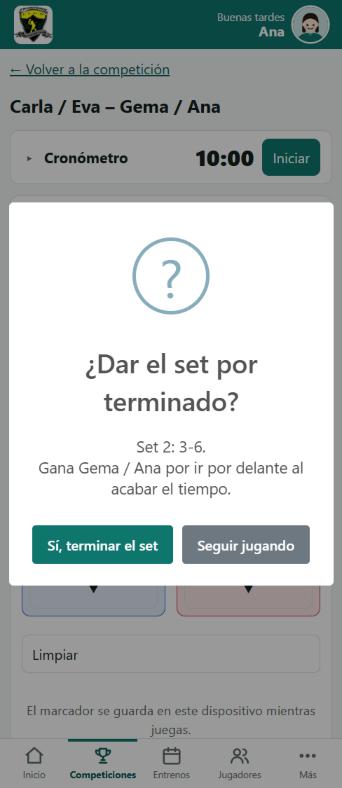 Buenas tardes
Ana
← Volver a la competición
Carla / Eva – Gema / Ana
▸ Cronómetro 10:00 Iniciar
?
¿Dar el set por
terminado?
Set 2: 3-6.
Gana Gema / Ana por ir por delante al
acabar el tiempo.
Sí, terminar el set Seguir jugando
▼ ▼
Limpiar
El marcador se guarda en este dispositivo mientras
juegas.
Inicio Competiciones Entrenos Jugadores Más